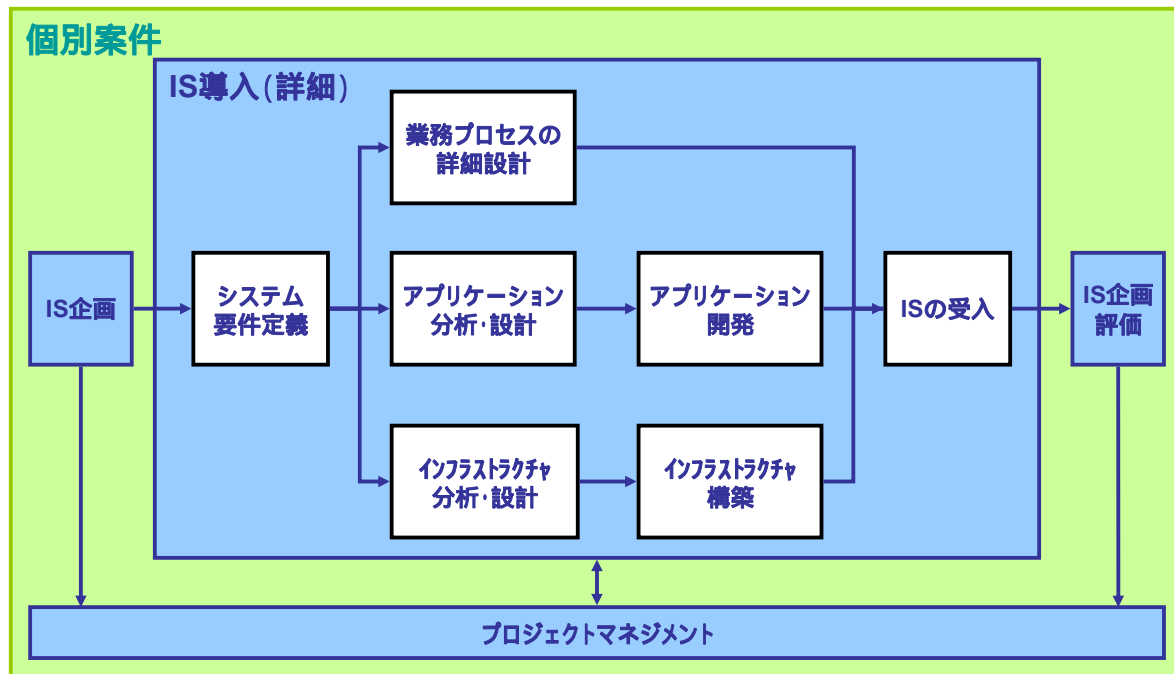 個別案件
IS導入(詳細)
業務プロセスの
詳細設計
IS企画
システム
要件定義
アプリケーション
分析・設計
アプリケーション
開発
ISの受入
IS企画
評価
インフラストラクチャ
分析・設計
インフラストラクチャ
構築
プロジェクトマネジメント